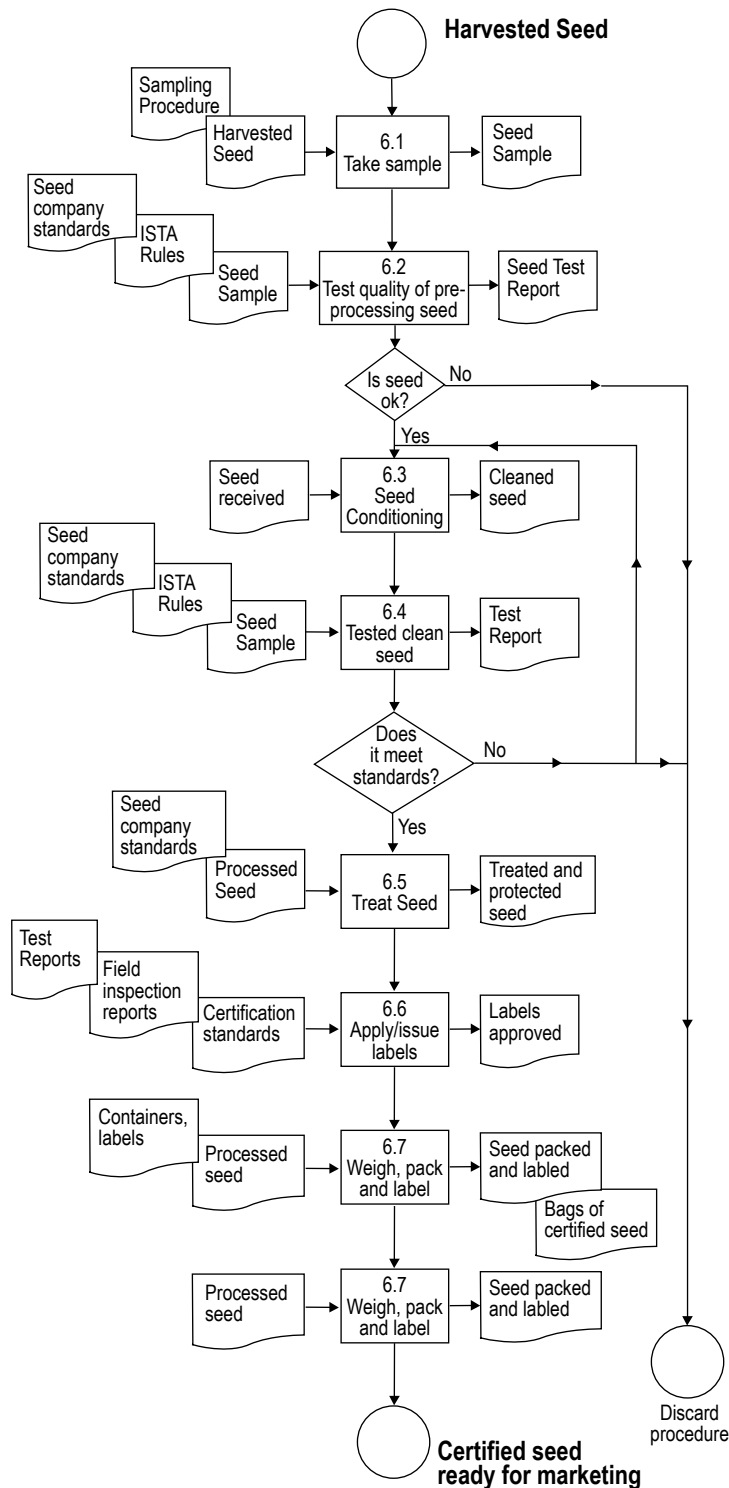 Harvested Seed
Sampling
Procedure
Harvested
Seed
6.1
Take sample
Seed
Sample
Seed
company
standards
ISTA
Rules
Seed
Sample
6.2
Test quality of pre-
processing seed
Seed Test
Report
Is seed
ok?
No
Yes
Seed
received
6.3
Seed
Conditioning
Cleaned
seed
Seed
company
standards
ISTA
Rules
Seed
Sample
6.4
Tested clean
seed
Test
Report
Does
it meet
standards?
No
Yes
Seed
company
standards
Processed
Seed
6.5
Treat Seed
Treated and
protected
seed
Test
Reports
Field
inspection
reports
Certification
standards
6.6
Apply/issue
labels
Labels
approved
Containers,
labels
Processed
seed
6.7
Weigh, pack
and label
Seed packed
and labled
Bags of
certified seed
Processed
seed
6.7
Weigh, pack
and label
Seed packed
and labled
Discard
procedure
Certified seed
ready for marketing